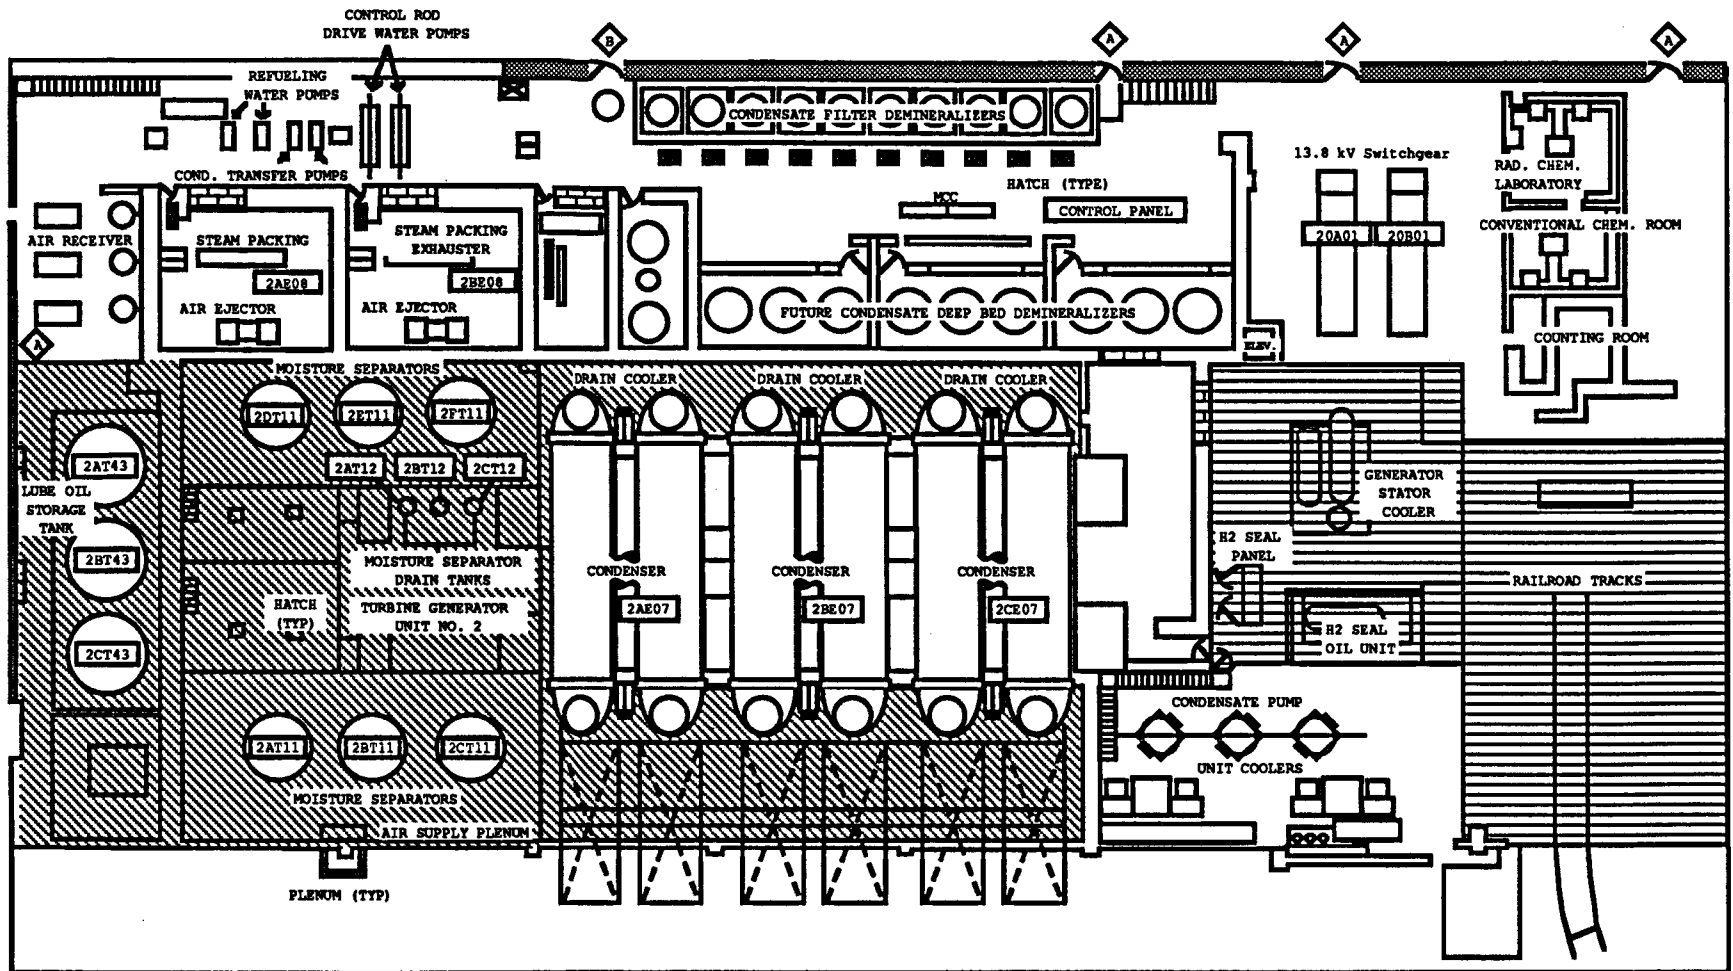 CONTROL ROD
DRIVE WATER PUMPS
B
A
A
A
REFUELING
WATER PUMPS
CONDENSATE FILTER DEMINERALIZERS
COND. TRANSFER PUMPS
13.8 kV Switchgear
RAD. CHEM.
LABORATORY
HATCH (TYPE)
MCC
CONTROL PANEL
CONVENTIONAL CHEM. ROOM
20A01
20B01
AIR RECEIVER
STEAM PACKING
STEAM PACKING
EXHAUSTER
2AE08
2BE08
AIR EJECTOR
AIR EJECTOR
FUTURE CONDENSATE DEEP BED DEMINERALIZERS
A
ELEV.
COUNTING ROOM
MOISTURE SEPARATORS
DRAIN COOLER
DRAIN COOLER
DRAIN COOLER
2DT11
2ET11
2FT11
2AT12
2BT12
2CT12
2AT43
LUBE OIL
STORAGE
TANK
GENERATOR
STATOR
COOLER
2BT43
MOISTURE SEPARATOR
DRAIN TANKS
H2 SEAL
PANEL
CONDENSER
CONDENSER
CONDENSER
RAILROAD TRACKS
HATCH
(TYP)
TURBINE GENERATOR
UNIT NO. 2
2AE07
2BE07
2CE07
H2 SEAL
OIL UNIT
2CT43
CONDENSATE PUMP
2AT11
2BT11
2CT11
UNIT COOLERS
MOISTURE SEPARATORS
AIR SUPPLY PLENUM
PLENUM (TYP)